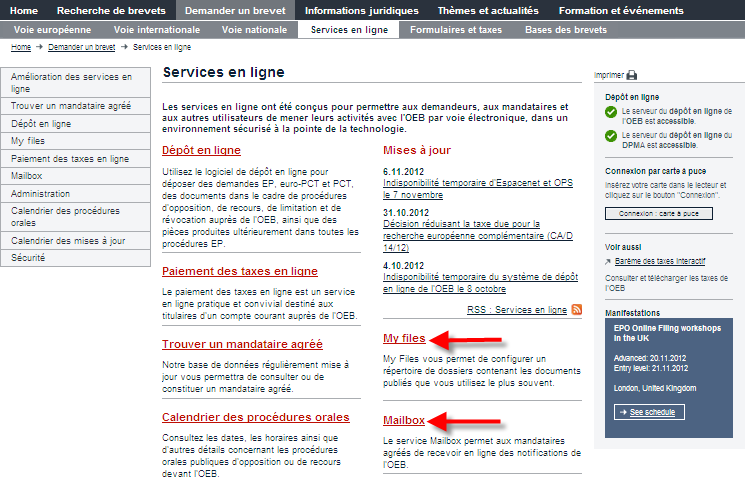 Home Recherche de brevets Demander un brevet Informations juridiques Thèmes et actualités Formation et événements
Voie européenne Voie internationale Voie nationale Services en ligne Formulaires et taxes Bases des brevets
Home → Demander un brevet → Services en ligne
Amélioration des services en
ligne
Trouver un mandataire agréé
Dépôt en ligne
My files
Paiement des taxes en ligne
Mailbox
Administration
Calendrier des procédures
orales
Calendrier des mises à jour
Sécurité
Services en ligne
Les services en ligne ont été conçus pour permettre aux demandeurs, aux mandataires et
aux autres utilisateurs de mener leurs activités avec l'OEB par voie électronique, dans un
environnement sécurisé à la pointe de la technologie.
Dépôt en ligne
Utilisez le logiciel de dépôt en ligne pour
déposer des demandes EP, euro-PCT et PCT,
des documents dans le cadre de procédures
d'opposition, de recours, de limitation et de
révocation auprès de l'OEB, ainsi que des
pièces produites ultérieurement dans toutes les
procédures EP.
Paiement des taxes en ligne
Le paiement des taxes en ligne est un service
en ligne pratique et convivial destiné aux
titulaires d'un compte courant auprès de l'OEB.
Trouver un mandataire agréé
Notre base de données régulièrement mise à
jour vous permettra de consulter ou de
constituer un mandataire agréé.
Calendrier des procédures orales
Consultez les dates, les horaires ainsi que
d'autres détails concernant les procédures
orales publiques d'opposition ou de recours
devant l'OEB.
Mises à jour
6.11.2012
Indisponibilité temporaire d'Espacenet et OPS
le 7 novembre
31.10.2012
Décision réduisant la taxe due pour la
recherche européenne complémentaire (CA/D
14/12)
4.10.2012
Indisponibilité temporaire du système de dépôt
en ligne de l'OEB le 8 octobre
RSS : Services en ligne
My files
My Files vous permet de configurer un
répertoire de dossiers contenant les documents
publiés que vous utilisez le plus souvent.
Mailbox
Le service Mailbox permet aux mandataires
agréés de recevoir en ligne des notifications de
l'OEB.
Imprimer
Dépôt en ligne
Le serveur du dépôt en ligne de
l'OEB est accessible.
Le serveur du dépôt en ligne du
DPMA est accessible.
Connexion par carte à puce
Insérez votre carte dans le lecteur et
cliquez sur le bouton "Connexion".
Connexion : carte à puce
Voir aussi
Barème des taxes interactif
Consulter et télécharger les taxes de
l'OEB
Manifestations
EPO Online Filing workshops
in the UK
Advanced: 20.11.2012
Entry level: 21.11.2012
London, United Kingdom
→ See schedule